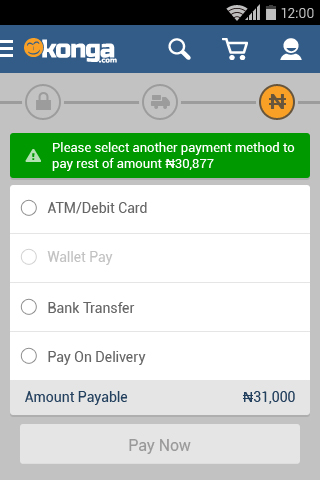 12:00
konga
.com
₦
Please select another payment method to
pay rest of amount ₦30,877
ATM/Debit Card
Wallet Pay
Bank Transfer
Pay On Delivery
Amount Payable ₦31,000
Pay Now